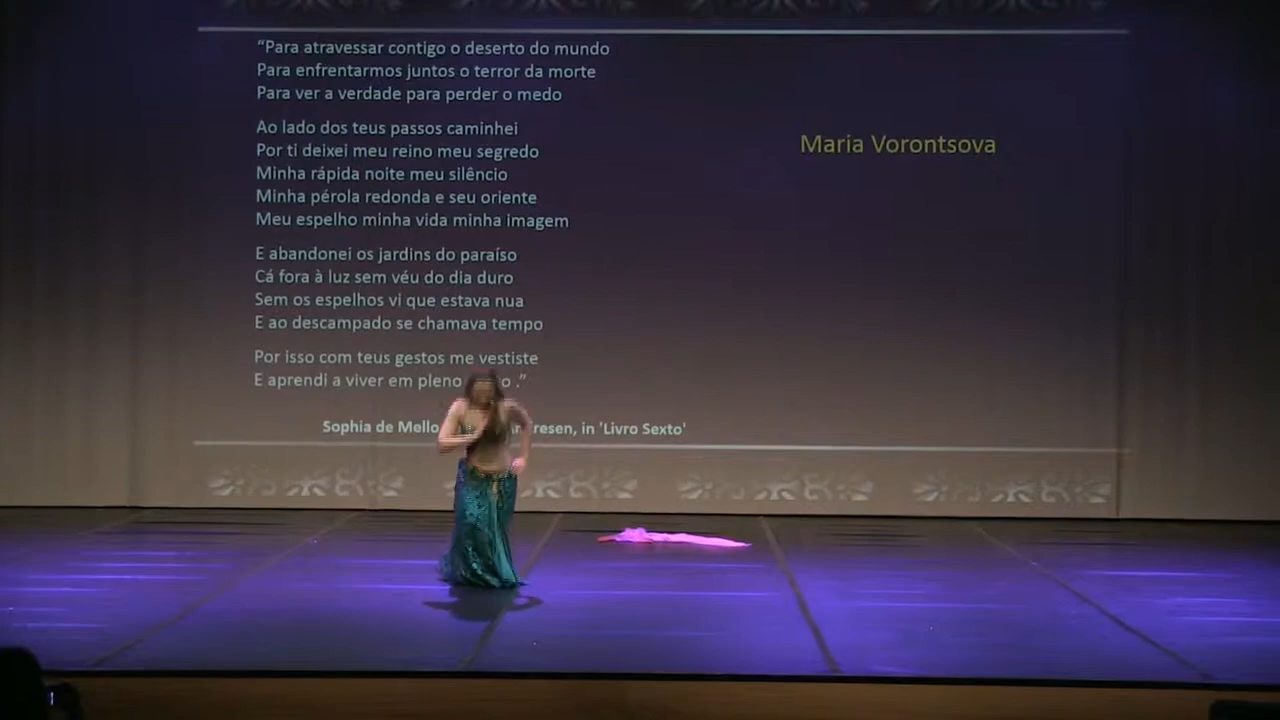 “Para atravessar contigo o deserto do mundo
Para enfrentarmos juntos o terror da morte
Para ver a verdade para perder o medo
Ao lado dos teus passos caminhei
Por ti deixei meu reino meu segredo
Minha rápida noite meu silêncio
Minha pérola redonda e seu oriente
Meu espelho minha vida minha imagem
E abandonei os jardins do paraíso
Cá fora à luz sem véu do dia duro
Sem os espelhos vi que estava nua
E ao descampado se chamava tempo
Por isso com teus gestos me vestiste
E aprendi a viver em pleno .”
Sophia de Mello resen, in 'Livro Sexto'
Maria Vorontsova